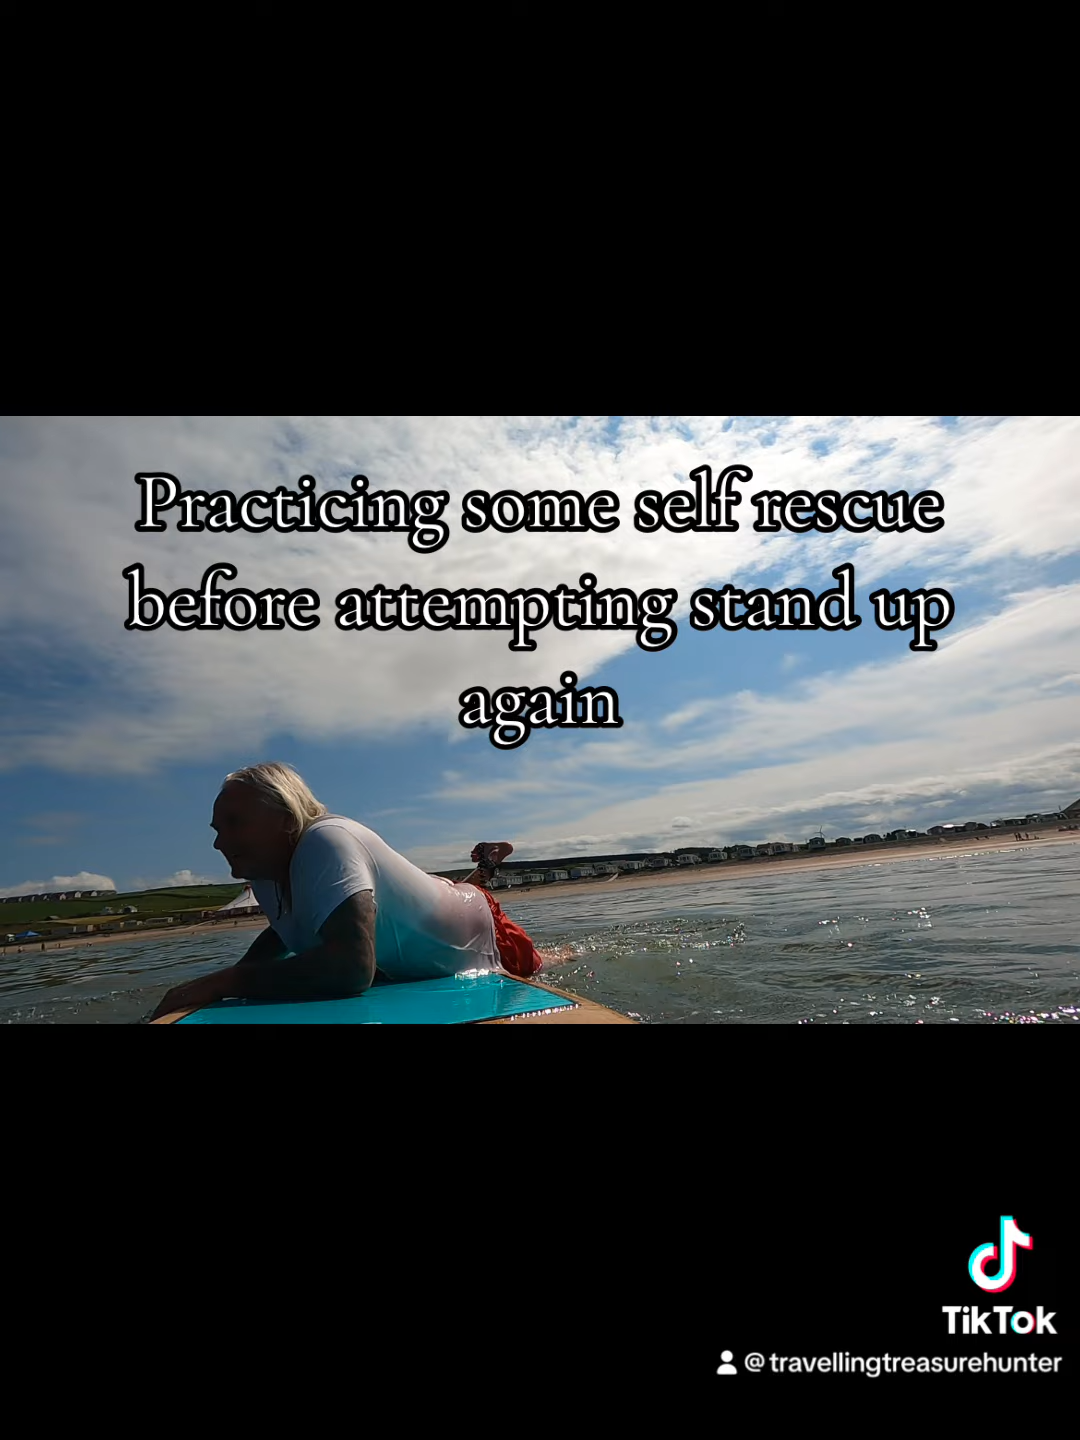 Practicing some self rescue
before attempting stand up
again
TikTok
@travellingtreasurehunter